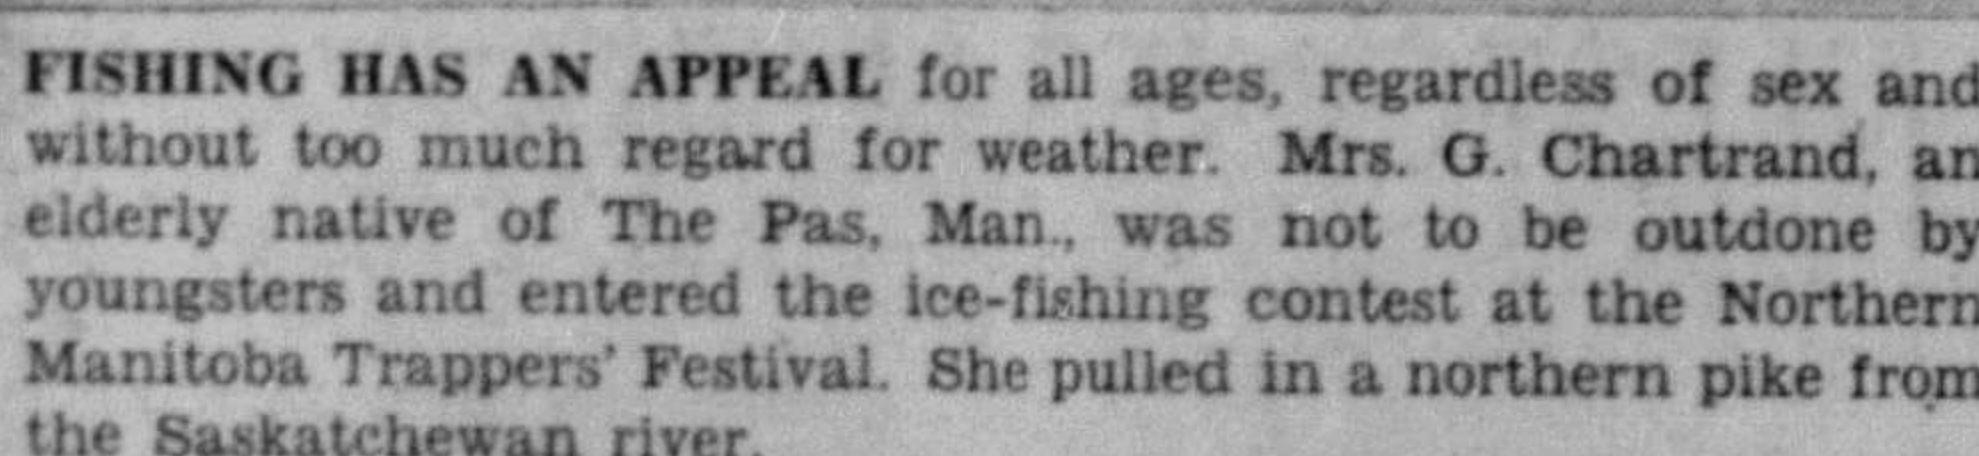 FISHING HAS AN APPEAL for all ages, regardless of sex and
without too much regard for weather. Mrs. G. Chartrand, an
elderly native of The Pas, Man., was not to be outdone by
youngsters and entered the ice-fishing contest at the Northern
Manitoba Trappers' Festival. She pulled in a northern pike from
the Saskatchewan river.